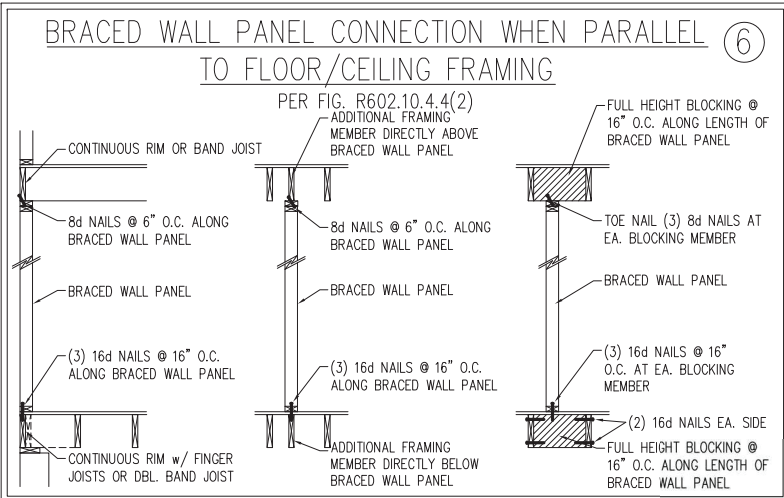 BRACED WALL PANEL CONNECTION WHEN PARALLEL
TO FLOOR/CEILING FRAMING
6
PER FIG. R602.10.4.4(2)
CONTINUOUS RIM OR BAND JOIST
8d NAILS @ 6" O.C. ALONG
BRACED WALL PANEL
BRACED WALL PANEL
(3) 16d NAILS @ 16" O.C.
ALONG BRACED WALL PANEL
CONTINUOUS RIM w/ FINGER
JOISTS OR DBL. BAND JOIST
ADDITIONAL FRAMING
MEMBER DIRECTLY ABOVE
BRACED WALL PANEL
8d NAILS @ 6" O.C. ALONG
BRACED WALL PANEL
BRACED WALL PANEL
(3) 16d NAILS @ 16" O.C.
ALONG BRACED WALL PANEL
ADDITIONAL FRAMING
MEMBER DIRECTLY BELOW
BRACED WALL PANEL
FULL HEIGHT BLOCKING @
16" O.C. ALONG LENGTH OF
BRACED WALL PANEL
TOE NAIL (3) 8d NAILS AT
EA. BLOCKING MEMBER
BRACED WALL PANEL
(3) 16d NAILS @ 16"
O.C. AT EA. BLOCKING
MEMBER
(2) 16d NAILS EA. SIDE
FULL HEIGHT BLOCKING @
16" O.C. ALONG LENGTH OF
BRACED WALL PANEL